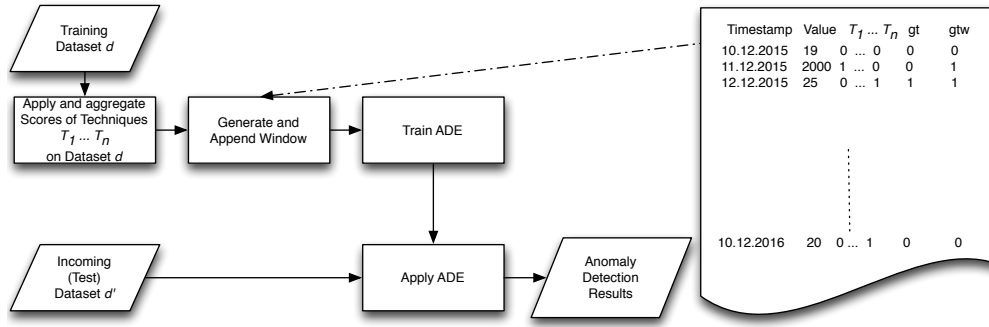 Training
Dataset d
Apply and aggregate
Scores of Techniques
T1 ... Tn
on Dataset d
Generate and
Append Window
Train ADE
Incoming
(Test)
Dataset d'
Apply ADE
Anomaly
Detection
Results
Timestamp Value T1 ... Tn gt gtw
10.12.2015 19 0 ... 0 0 0
11.12.2015 2000 1 ... 0 0 1
12.12.2015 25 0 ... 1 1 1
10.12.2016 20 0 ... 1 0 0